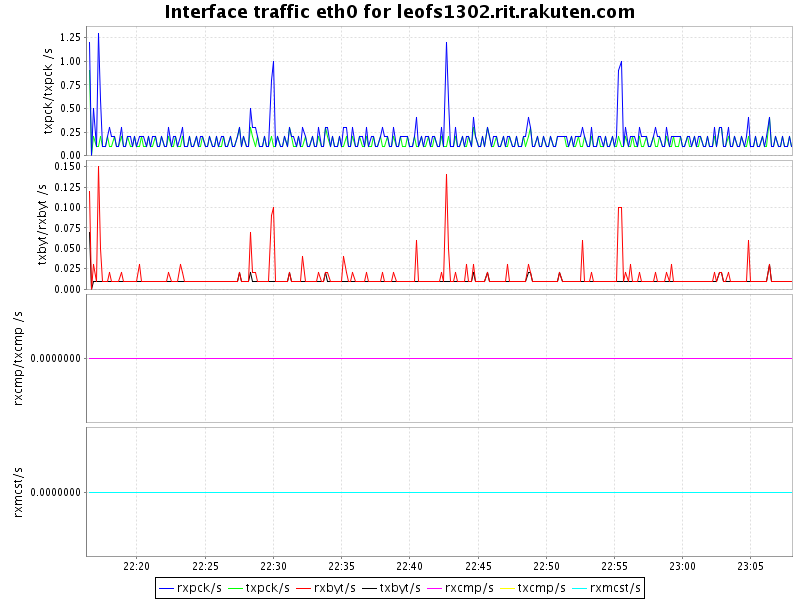 Interface traffic eth0 for leofs1302.rit.rakuten.com
txpck/txpck /s
1.25
1.00
0.75
0.50
0.25
0.00
txbyt/rxbyt /s
0.150
0.125
0.100
0.075
0.050
0.025
0.000
rxcmp/txcmp /s
0.0000000
rxmcst/s
0.0000000
22:20 22:25 22:30 22:35 22:40 22:45 22:50 22:55 23:00 23:05
rxpck/s txpck/s rxbyt/s txbyt/s rxcmp/s txcmp/s rxmcst/s